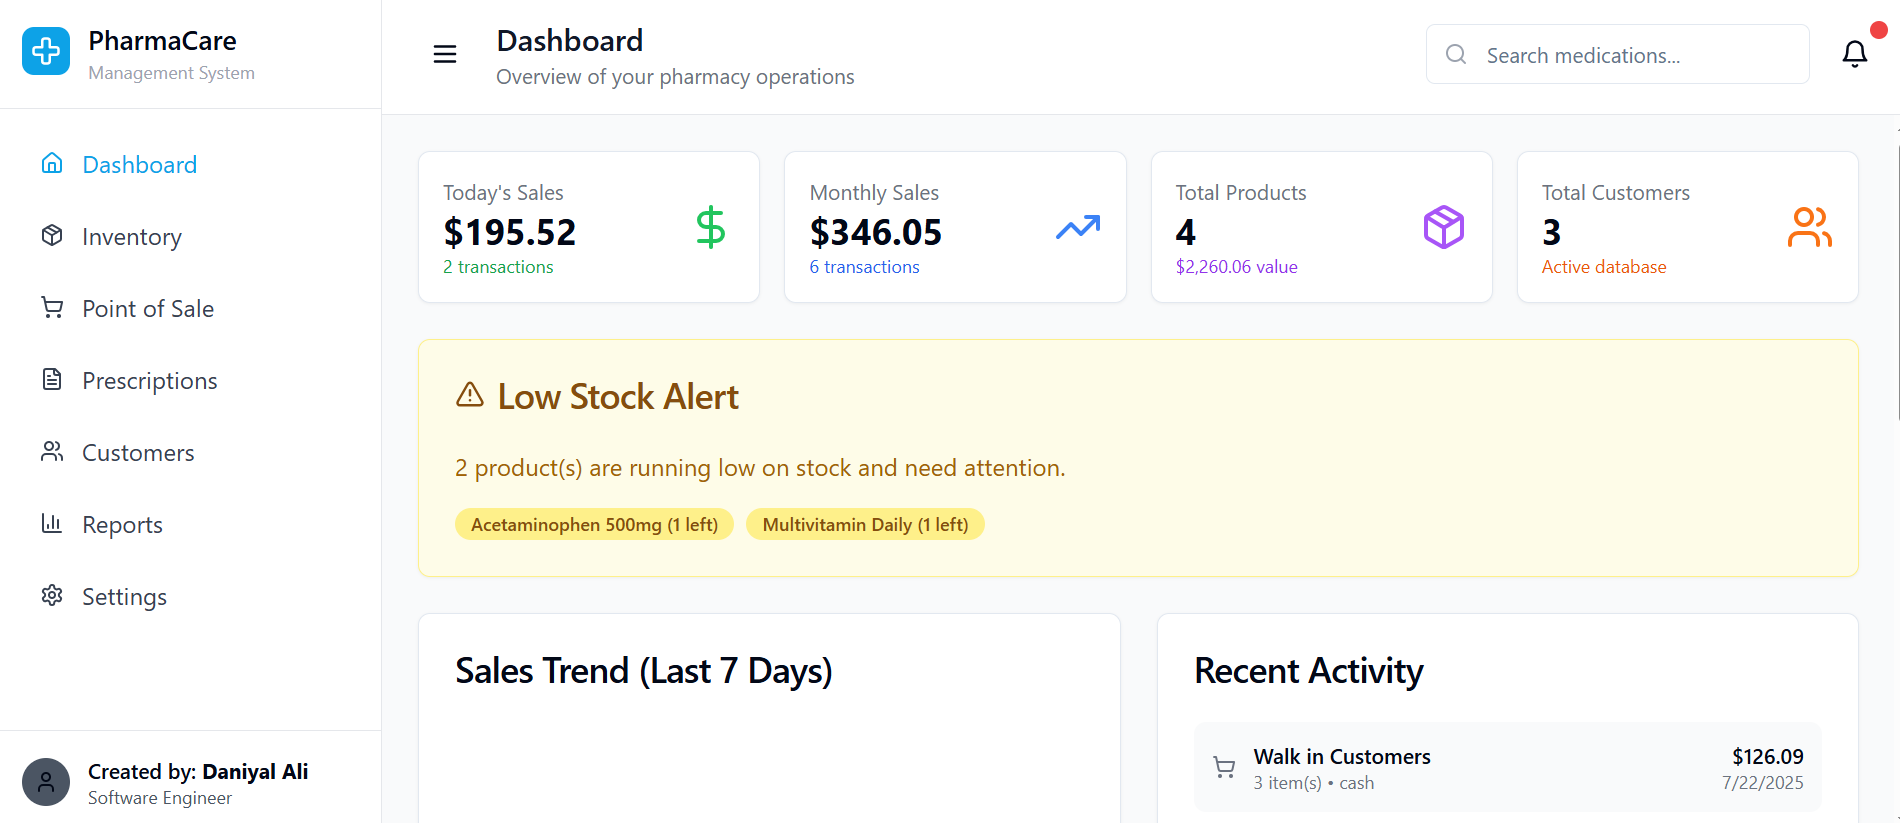 PharmaCare
Management System
Dashboard
Inventory
Point of Sale
Prescriptions
Customers
Reports
Settings
Created by: Daniyal Ali
Software Engineer
Dashboard
Overview of your pharmacy operations
Search medications...
Today's Sales
$195.52
2 transactions
Monthly Sales
$346.05
6 transactions
Total Products
4
$2,260.06 value
Total Customers
3
Active database
Low Stock Alert
2 product(s) are running low on stock and need attention.
Acetaminophen 500mg (1 left) Multivitamin Daily (1 left)
Sales Trend (Last 7 Days)
Recent Activity
Walk in Customers $126.09
3 item(s) • cash 7/22/2025